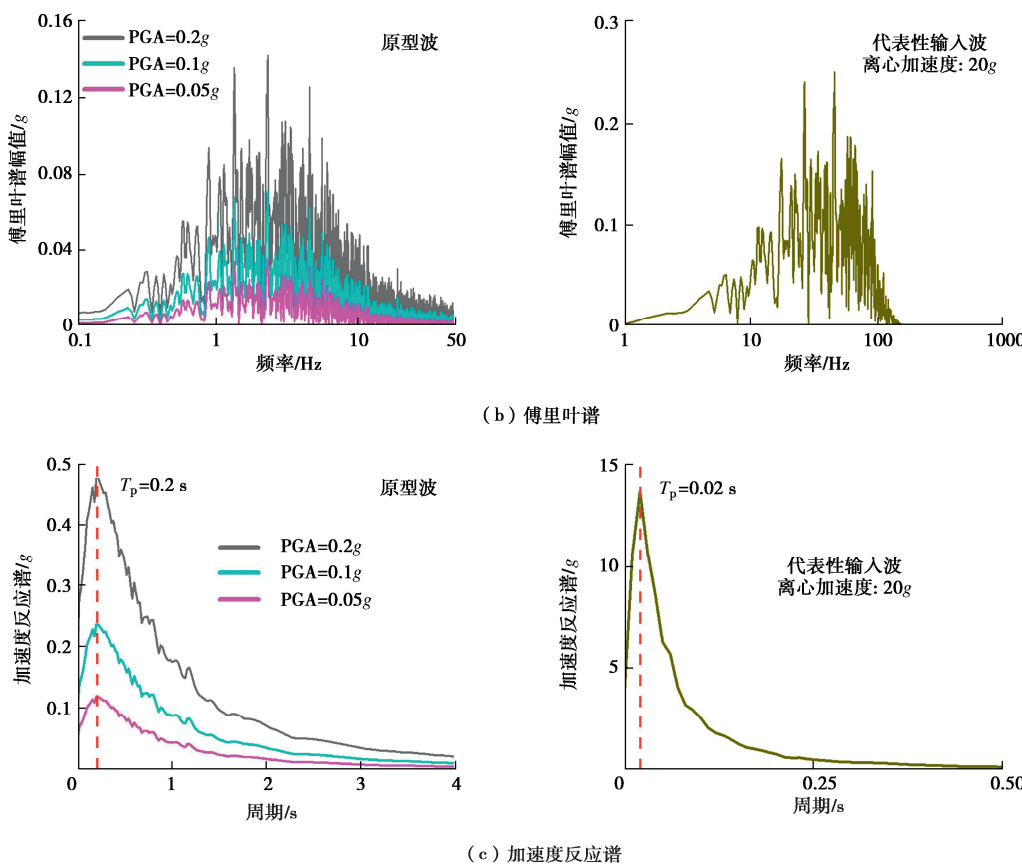 0.16
0.12
0.08
0.04
0
傅里叶谱幅值/g
PGA=0.2g
PGA=0.1g
PGA=0.05g
原型波
0.1
1
10
50
频率/Hz
0.3
0.2
0.1
0
傅里叶谱幅值/g
代表性输入波
离心加速度: 20g
1
10
100
1000
频率/Hz
（b）傅里叶谱
0.5
0.4
0.3
0.2
0.1
加速度反应谱/g
Tp=0.2 s
原型波
PGA=0.2g
PGA=0.1g
PGA=0.05g
0
1
2
3
4
周期/s
15
10
5
加速度反应谱/g
Tp=0.02 s
代表性输入波
离心加速度: 20g
0
0.25
0.50
周期/s
（c）加速度反应谱